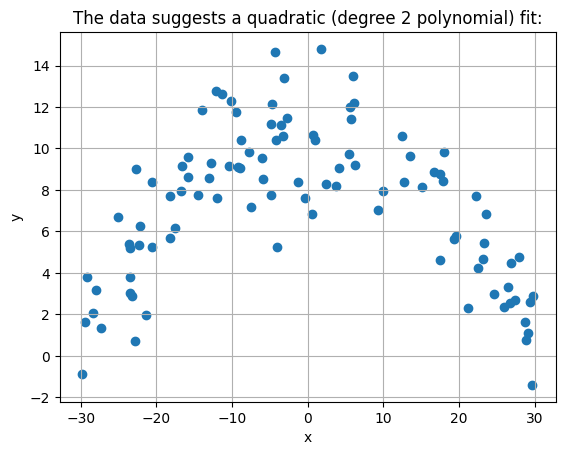 The data suggests a quadratic (degree 2 polynomial) fit:
14
12
10
8
6
4
2
0
−2
y
−30 −20 −10 0 10 20 30
x